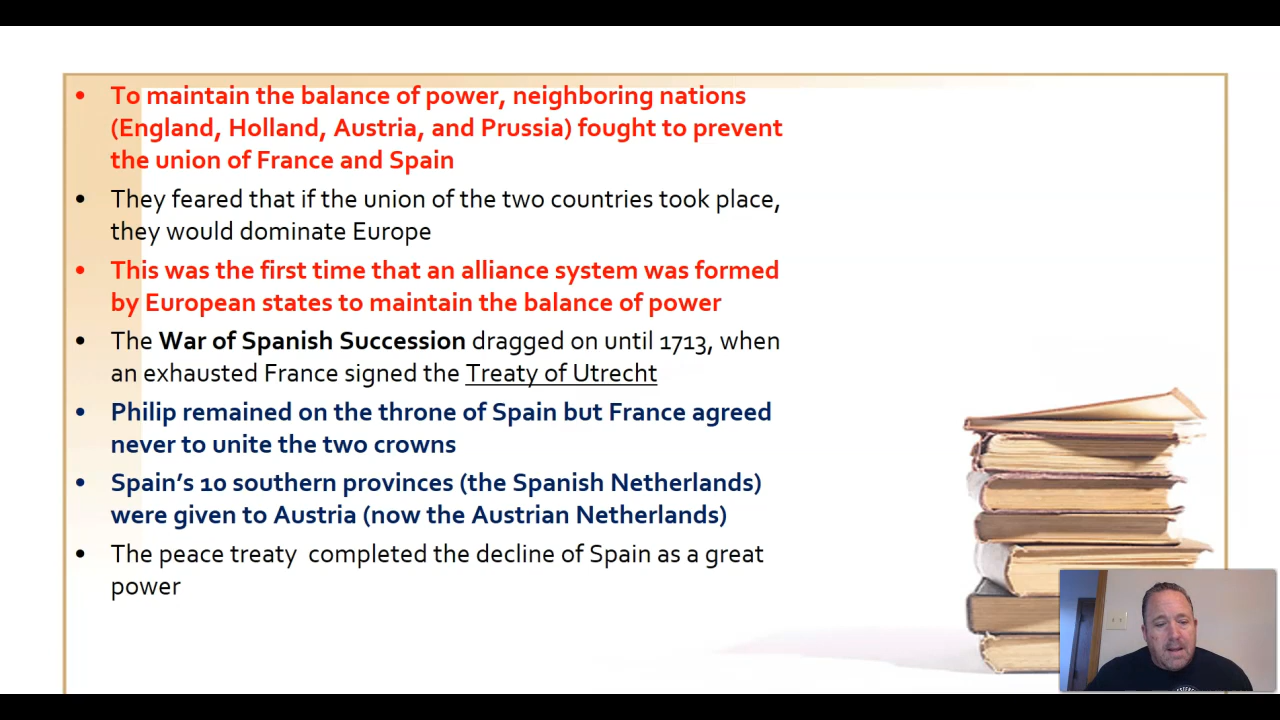 • To maintain the balance of power, neighboring nations
(England, Holland, Austria, and Prussia) fought to prevent
the union of France and Spain
• They feared that if the union of the two countries took place,
they would dominate Europe
• This was the first time that an alliance system was formed
by European states to maintain the balance of power
• The War of Spanish Succession dragged on until 1713, when
an exhausted France signed the Treaty of Utrecht
• Philip remained on the throne of Spain but France agreed
never to unite the two crowns
• Spain's 10 southern provinces (the Spanish Netherlands)
were given to Austria (now the Austrian Netherlands)
• The peace treaty completed the decline of Spain as a great
power